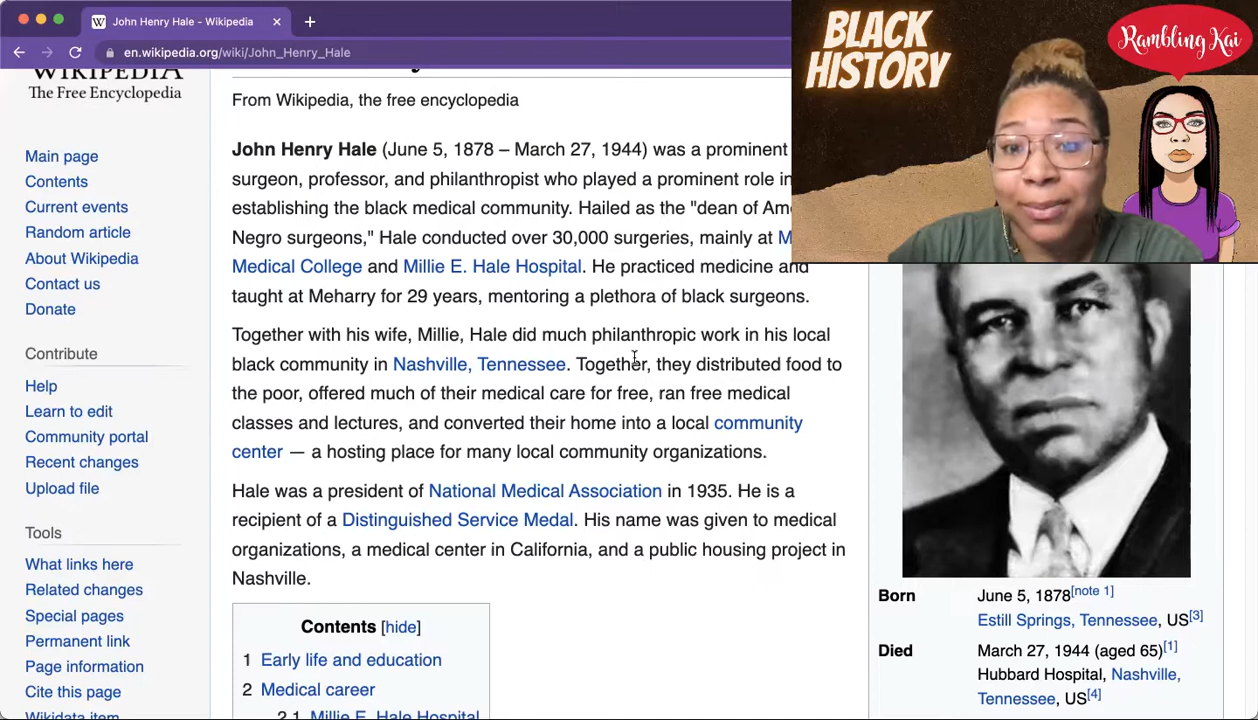 John Henry Hale - Wikipedia
en.wikipedia.org/wiki/John_Henry_Hale
BLACK
HISTORY
Rambling Kai
WIKIPEDIA
The Free Encyclopedia
Main page
Contents
Current events
Random article
About Wikipedia
Contact us
Donate
Contribute
Help
Learn to edit
Community portal
Recent changes
Upload file
Tools
What links here
Related changes
Special pages
Permanent link
Page information
Cite this page
Wikidata item
From Wikipedia, the free encyclopedia
John Henry Hale (June 5, 1878 – March 27, 1944) was a prominent
surgeon, professor, and philanthropist who played a prominent role in
establishing the black medical community. Hailed as the "dean of
Negro surgeons," Hale conducted over 30,000 surgeries, mainly at
Medical College and Millie E. Hale Hospital. He practiced medicine and
taught at Meharry for 29 years, mentoring a plethora of black surgeons.
Together with his wife, Millie, Hale did much philanthropic work in his local
black community in Nashville, Tennessee. Together, they distributed food to
the poor, offered much of their medical care for free, ran free medical
classes and lectures, and converted their home into a local community
center — a hosting place for many local community organizations.
Hale was a president of National Medical Association in 1935. He is a
recipient of a Distinguished Service Medal. His name was given to medical
organizations, a medical center in California, and a public housing project in
Nashville.
Contents [hide]
1 Early life and education
2 Medical career
2.1 Millie E. Hale Hospital
Born June 5, 1878[note 1]
Estill Springs, Tennessee, US[3]
Died March 27, 1944 (aged 65)[1]
Hubbard Hospital, Nashville,
Tennessee, US[4]